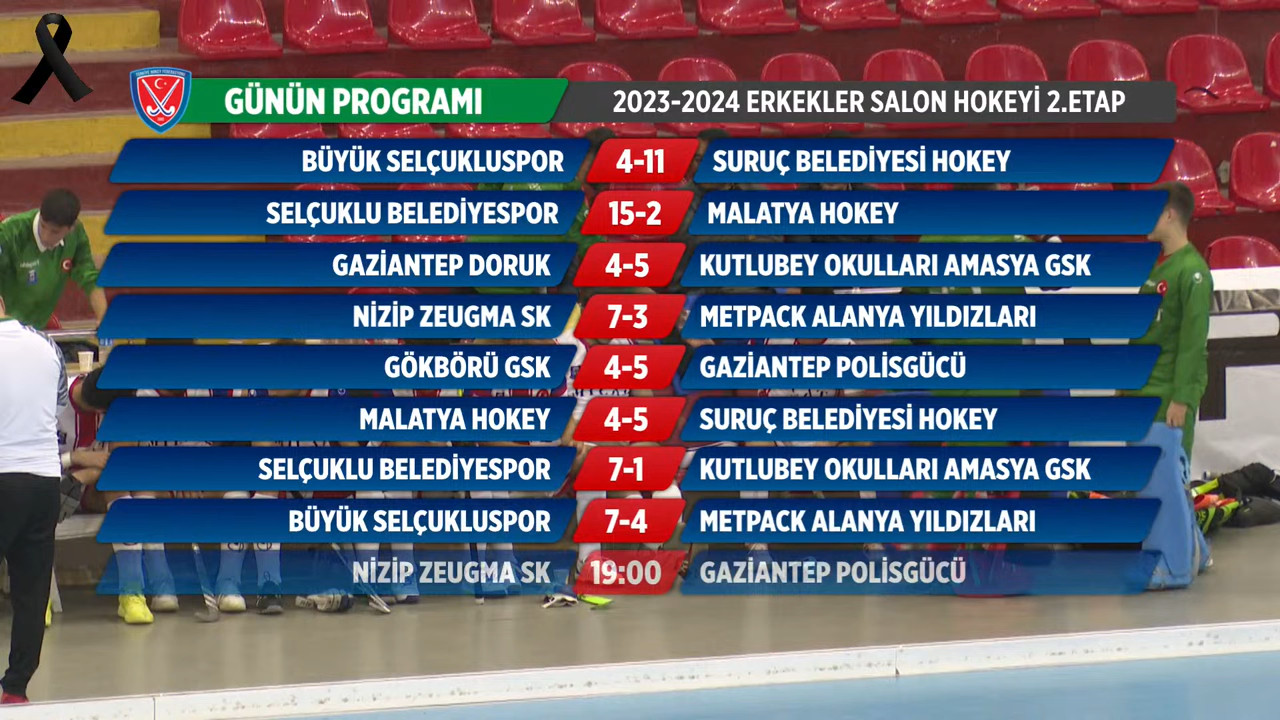 GÜNÜN PROGRAMI
2023-2024 ERKEKLER SALON HOKEYİ 2.ETAP
BÜYÜK SELÇUKLUSPOR 4-11 SURUÇ BELEDİYESİ HOKEY
SELÇUKLU BELEDİYESPOR 15-2 MALATYA HOKEY
GAZİANTEP DORUK 4-5 KUTLUBEY OKULLARI AMASYA GSK
NİZİP ZEUGMA SK 7-3 METPACK ALANYA YILDIZLARI
GÖKBÖRÜ GSK 4-5 GAZİANTEP POLİSGÜCÜ
MALATYA HOKEY 4-5 SURUÇ BELEDİYESİ HOKEY
SELÇUKLU BELEDİYESPOR 7-1 KUTLUBEY OKULLARI AMASYA GSK
BÜYÜK SELÇUKLUSPOR 7-4 METPACK ALANYA YILDIZLARI
NİZİP ZEUGMA SK 19:00 GAZİANTEP POLİSGÜCÜ